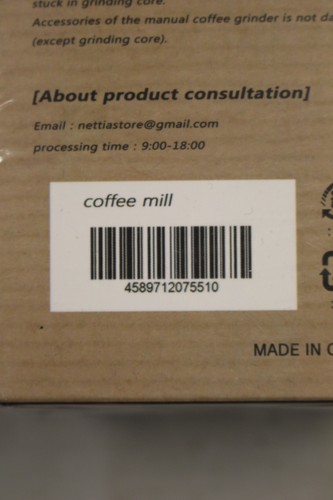 stuck in grinding core.
Accessories of the manual coffee grinder is not
(except grinding core).
[About product consultation]
Email : nettiastore@gmail.com
processing time : 9:00-18:00
coffee mill
4589712075510
MADE IN